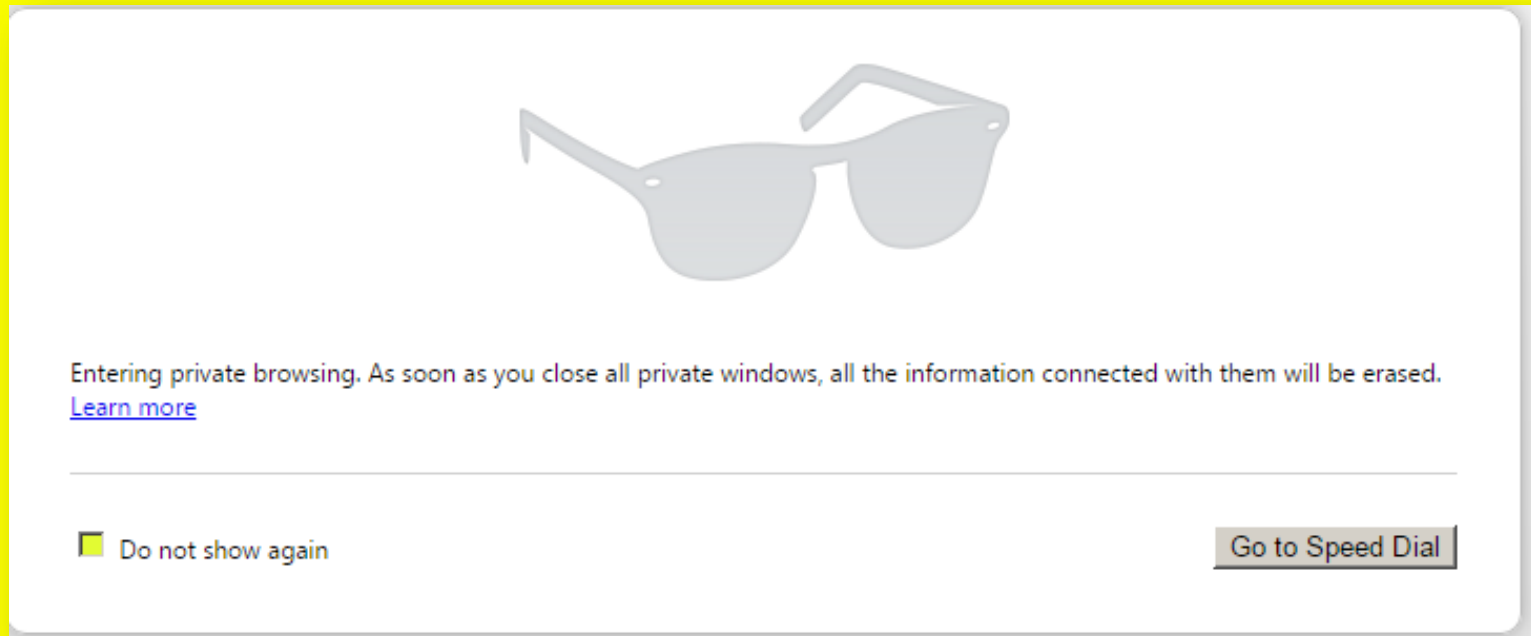 Entering private browsing. As soon as you close all private windows, all the information connected with them will be erased.
Learn more
Do not show again
Go to Speed Dial